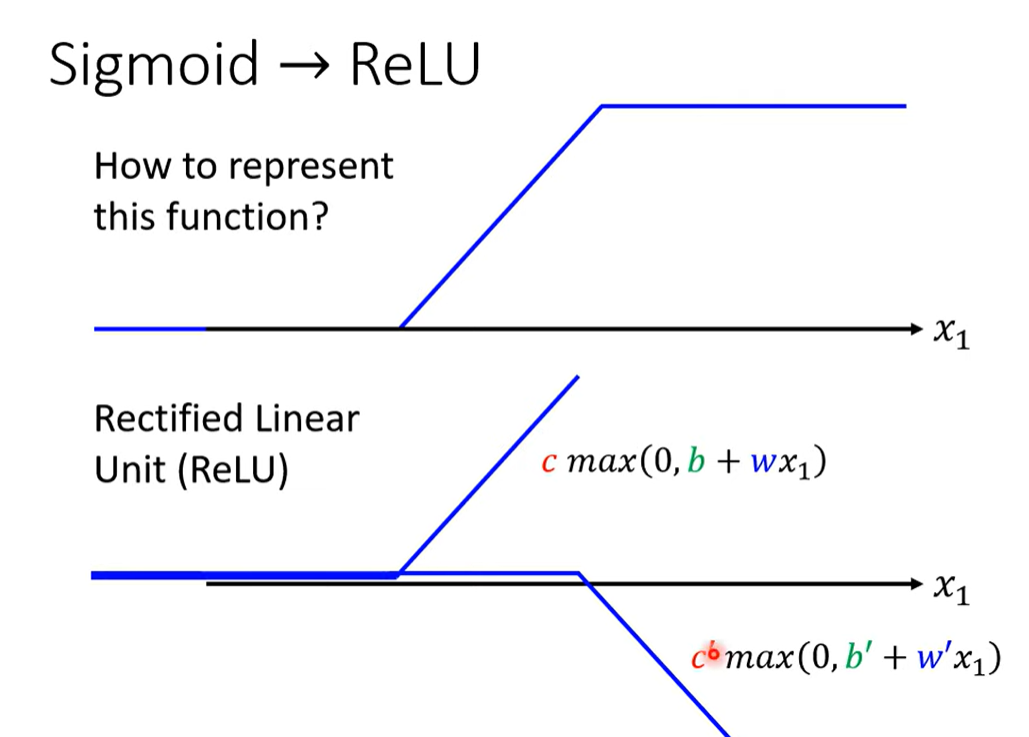 Sigmoid → ReLU
How to represent
this function?
x₁
Rectified Linear
Unit (ReLU)
c max(0, b + wx₁)
x₁
c′ max(0, b′ + w′x₁)